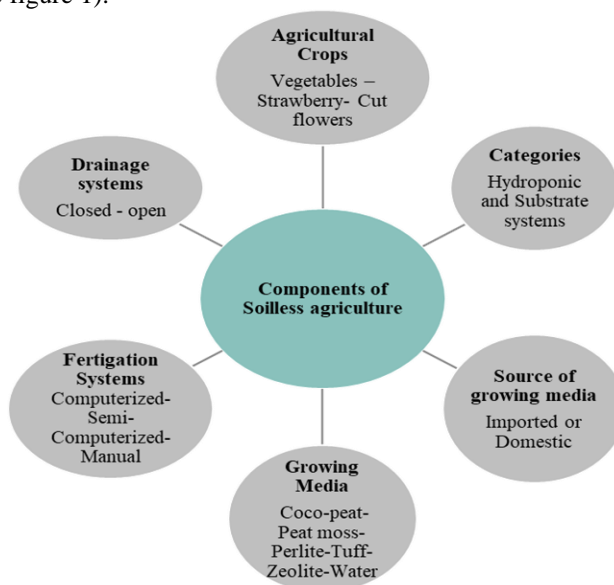 figure 1).
Agricultural
Crops
Vegetables –
Strawberry- Cut
flowers
Categories
Hydroponic
and Substrate
systems
Source of
growing media
Imported or
Domestic
Growing
Media
Coco-peat-
Peat moss-
Perlite-Tuff-
Zeolite-Water
Fertigation
Systems
Computerized-
Semi-
Computerized-
Manual
Drainage
systems
Closed - open
Components of
Soilless agriculture